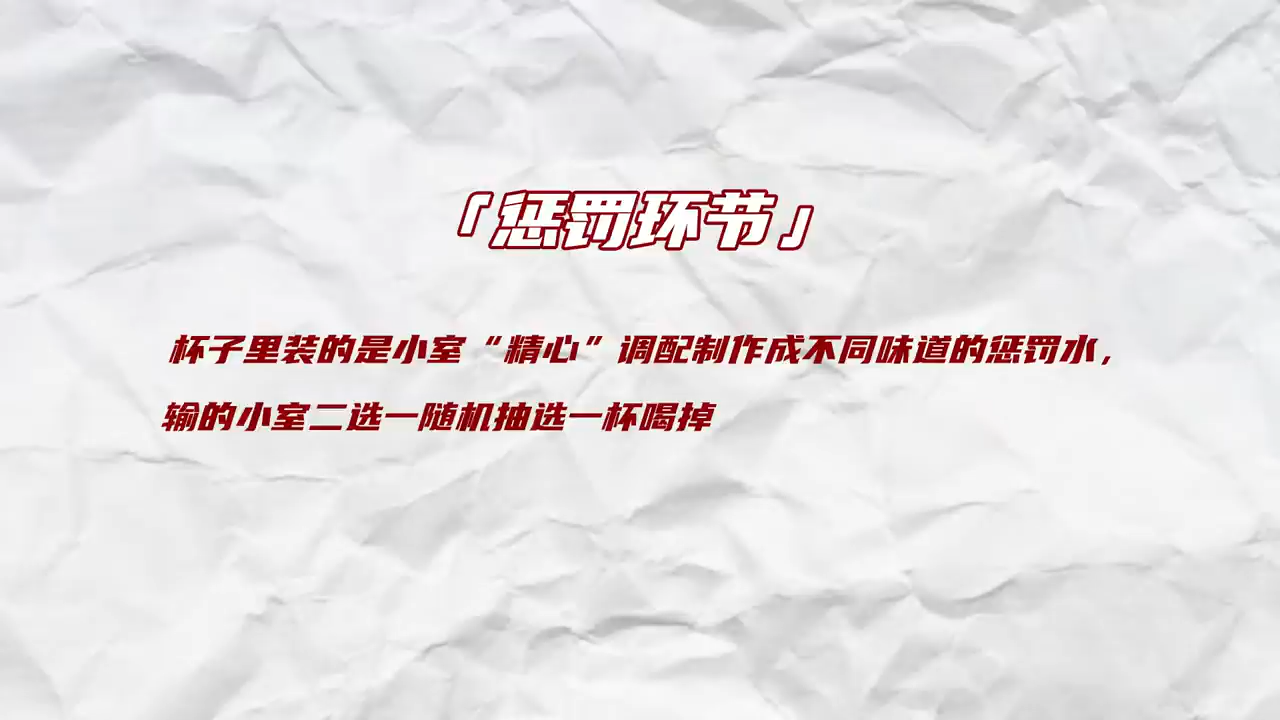 「惩罚环节」
杯子里装的是小室“精心”调配制作成不同味道的惩罚水，
输的小室二选一随机抽选一杯喝掉